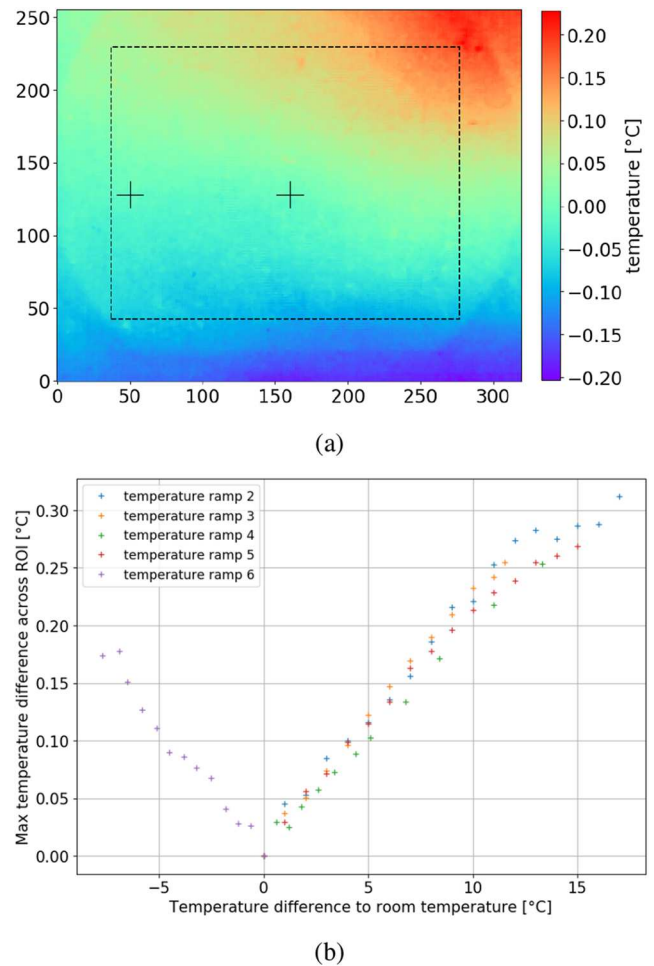 250
200
150
100
50
0
0 50 100 150 200 250 300
0.20
0.15
0.10
0.05
0.00
−0.05
−0.10
−0.15
−0.20
temperature [°C]
(a)
Max temperature difference across ROI [°C]
0.30
0.25
0.20
0.15
0.10
0.05
0.00
temperature ramp 2
temperature ramp 3
temperature ramp 4
temperature ramp 5
temperature ramp 6
−5 0 5 10 15
Temperature difference to room temperature [°C]
(b)